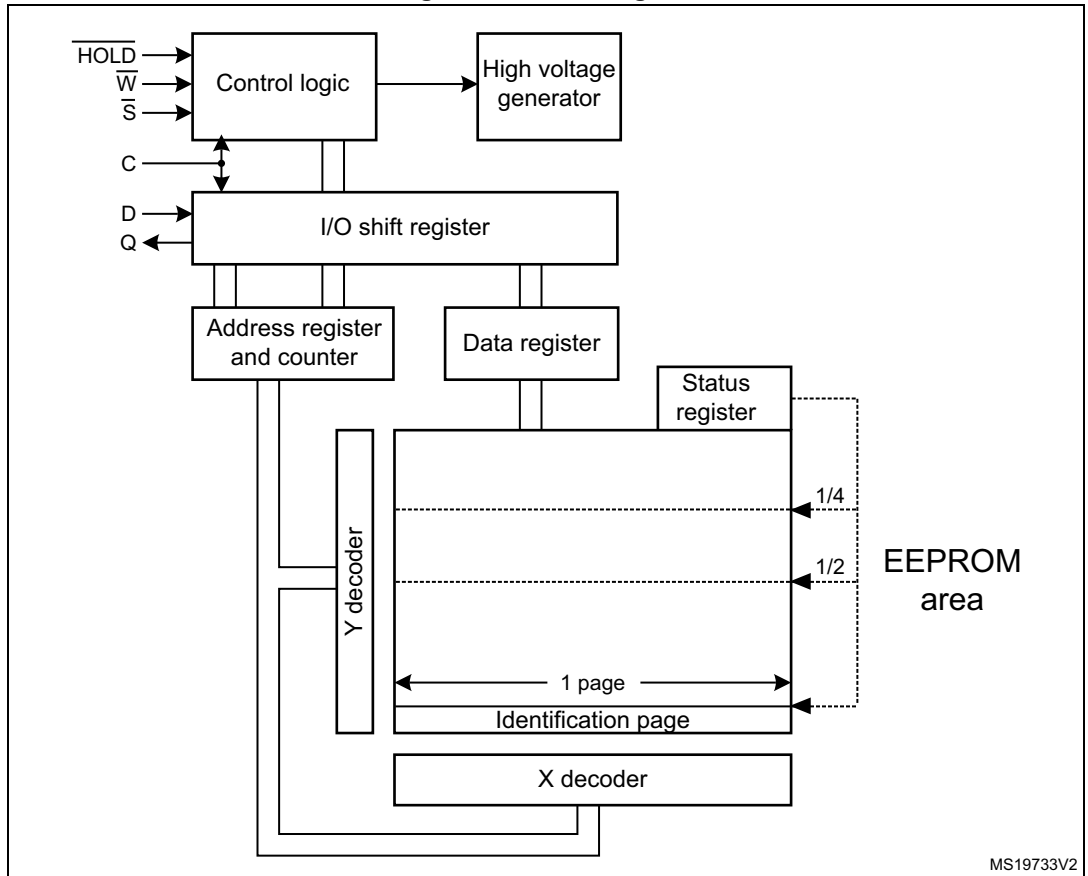 HOLD
W
S
C
D
Q
Control logic
High voltage
generator
I/O shift register
Address register
and counter
Data register
Status
register
1/4
1/2
EEPROM
area
Y decoder
1 page
Identification page
X decoder
MS19733V2